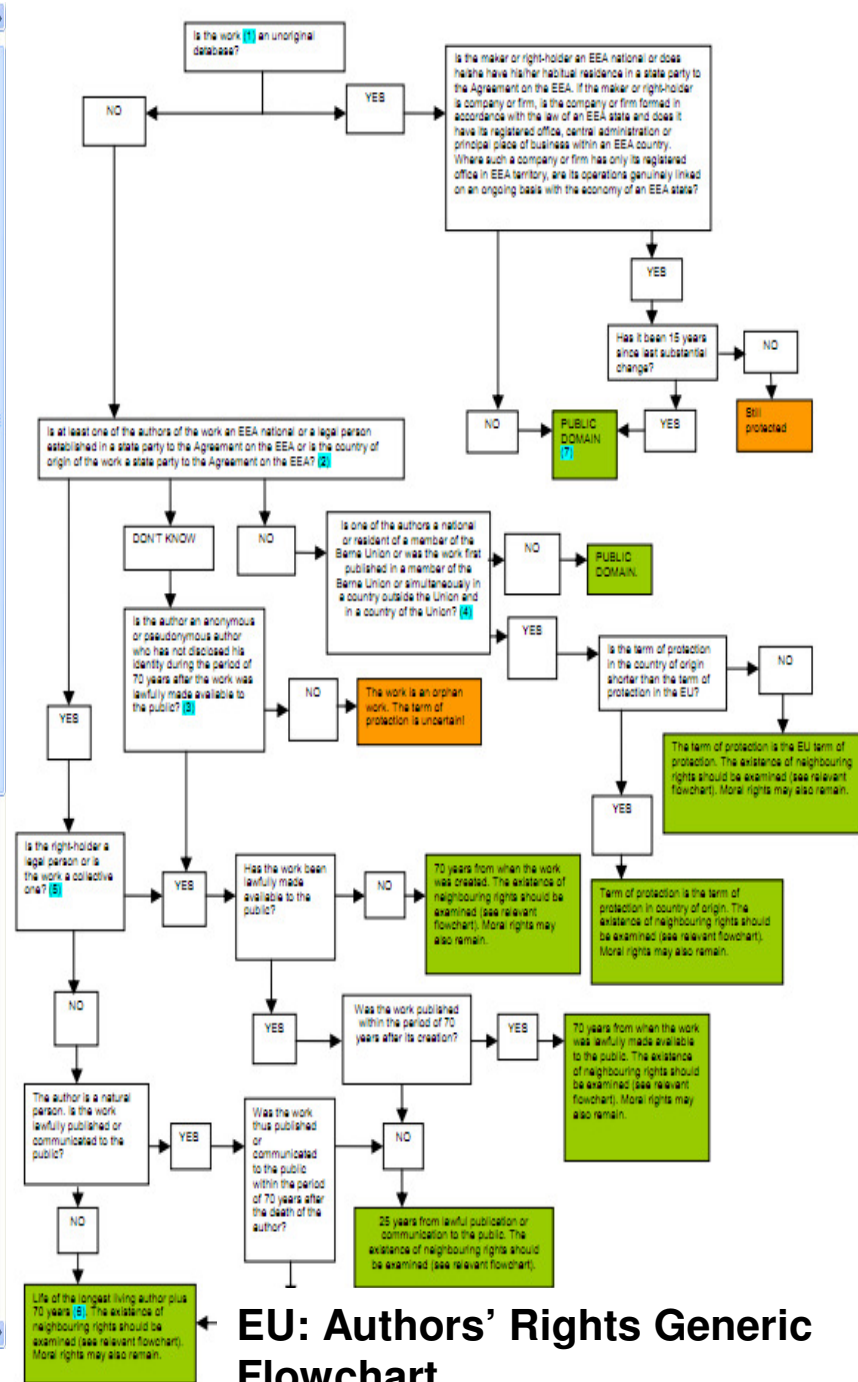 Is the work (1) an unoriginal
database?
NO
YES
Is the maker or right-holder an EEA national or does
he/she have his/her habitual residence in a state party to
the Agreement on the EEA. If the maker or right-holder
is company or firm, is the company or firm formed in
accordance with the law of an EEA state and does it
have its registered office, central administration or
principal place of business within an EEA country.
Where such a company or firm has only its registered
office in EEA territory, are its operations genuinely linked
on an ongoing basis with the economy of an EEA state?
YES
Has it been 15 years
since last substantial
change?
NO
Still
protected
NO
PUBLIC
DOMAIN
(7)
YES
Is at least one of the authors of the work an EEA national or a legal person
established in a state party to the Agreement on the EEA or is the country of
origin of the work a state party to the Agreement on the EEA? (2)
DON'T KNOW
NO
Is one of the authors a national
or resident of a member of the
Berne Union or was the work first
published in a member of the
Berne Union or simultaneously in
a country outside the Union and
in a country of the Union? (4)
NO
PUBLIC
DOMAIN.
YES
Is the term of protection
in the country of origin
shorter than the term of
protection in the EU?
NO
Is the author an anonymous
or pseudonymous author
who has not disclosed his
identity during the period of
70 years after the work was
lawfully made available to
the public? (3)
NO
The work is an orphan
work. The term of
protection is uncertain!
YES
The term of protection is the EU term of
protection. The existence of neighbouring
rights should be examined (see relevant
flowchart). Moral rights may also remain.
YES
Is the right-holder a
legal person or is
the work a collective
one? (5)
YES
Has the work been
lawfully made
available to the
public?
NO
70 years from when the work
was created. The existence of
neighbouring rights should be
examined (see relevant
flowchart). Moral rights may
also remain.
Term of protection is the term of
protection in country of origin. The
existence of neighbouring rights should
be examined (see relevant flowchart).
Moral rights may also remain.
NO
YES
Was the work published
within the period of 70
years after its creation?
YES
70 years from when the work
was lawfully made available
to the public. The existence
of neighbouring rights should
be examined (see relevant
flowchart). Moral rights may
also remain.
The author is a natural
person. Is the work
lawfully published or
communicated to the
public?
YES
Was the work
thus published
or
communicated
to the public
within the period
of 70 years after
the death of the
author?
NO
NO
25 years from lawful publication or
communication to the public. The
existence of neighbouring rights should
be examined (see relevant flowchart).
Life of the longest living author plus
70 years (6). The existence of
neighbouring rights should be
examined (see relevant flowchart).
Moral rights may also remain.
EU: Authors’ Rights Generic
Flowchart